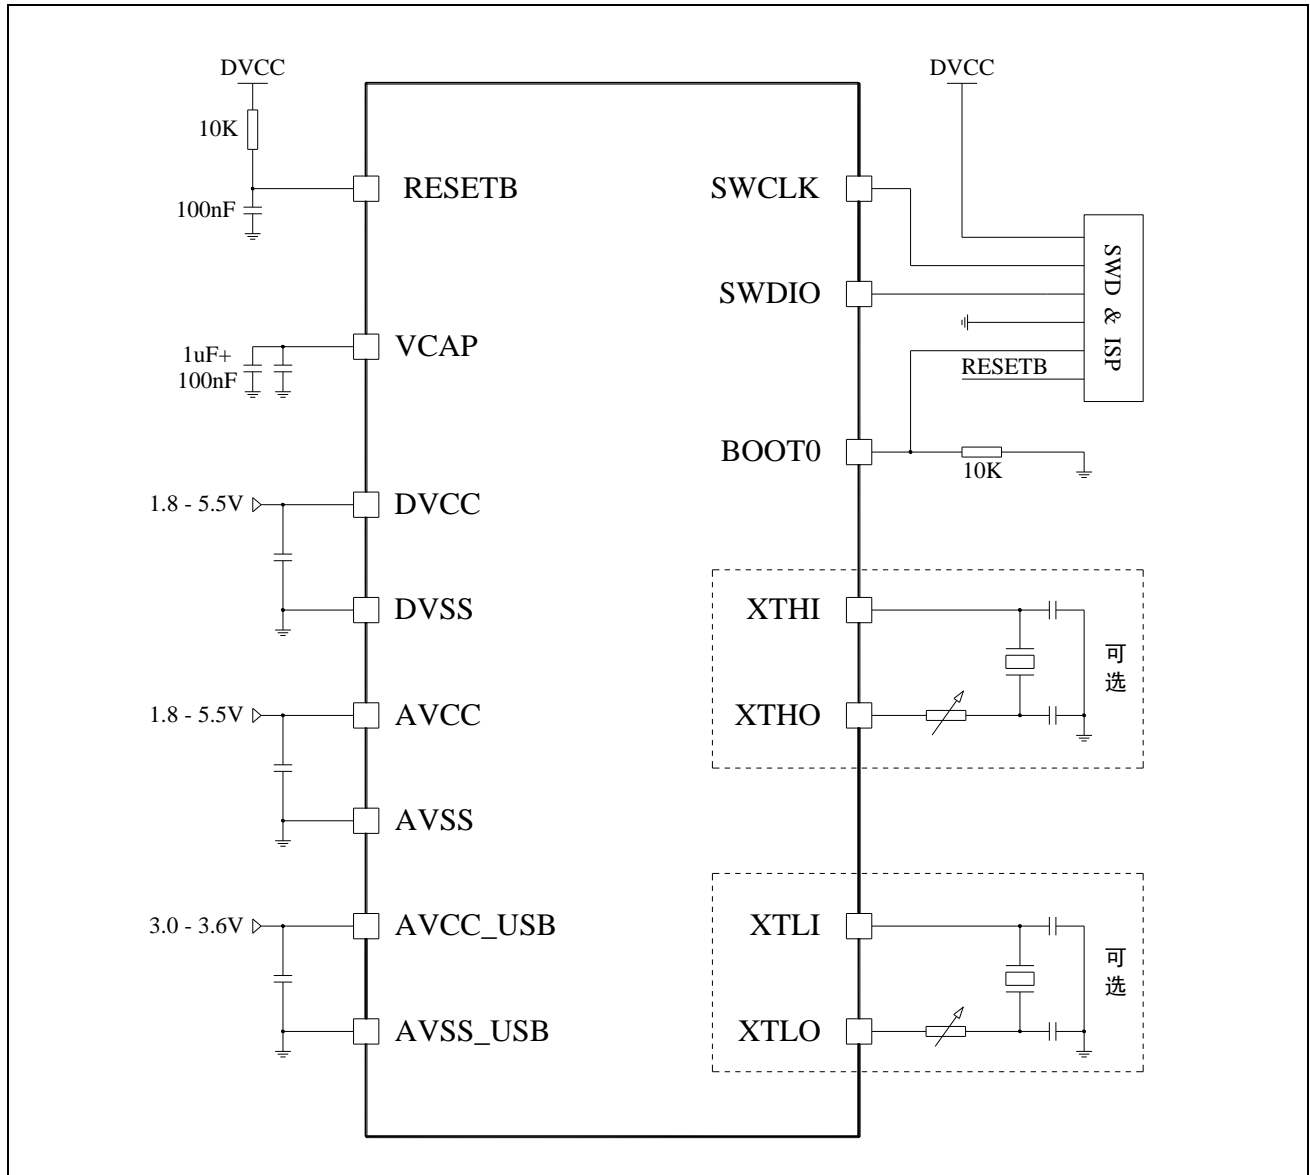 DVCC
10K
RESETB
100nF
VCAP
1uF+
100nF
1.8 - 5.5V
DVCC
DVSS
1.8 - 5.5V
AVCC
AVSS
3.0 - 3.6V
AVCC_USB
AVSS_USB
DVCC
SWCLK
SWDIO
SWD & ISP
RESETB
BOOT0
10K
XTHI
XTHO
可
选
XTLI
XTLO
可
选